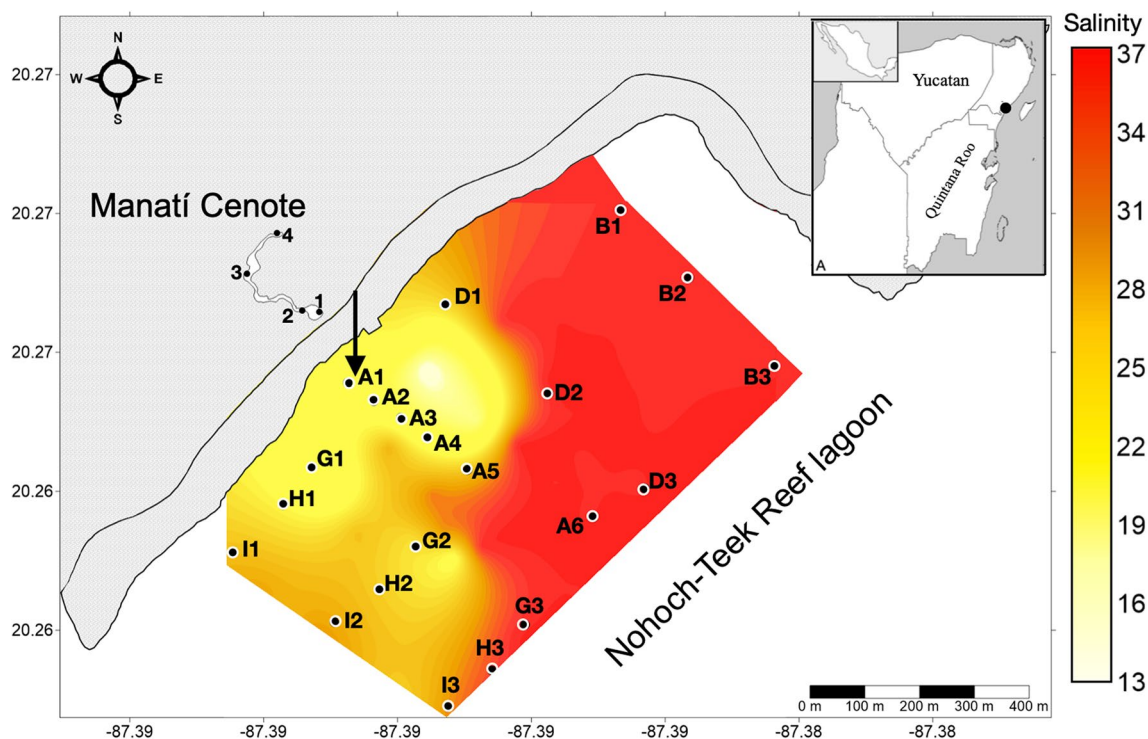 Salinity
37
34
31
28
25
22
19
16
13
N
W E
S
20.27
20.27
20.27
20.26
20.26
Yucatan
Quintana Roo
A
Manatí Cenote
4
3
2
1
B1
B2
B3
D1
D2
D3
A1
A2
A3
A4
A5
A6
G1
H1
I1
G2
H2
I2
G3
H3
I3
Nohoch-Teek Reef lagoon
0 m 100 m 200 m 300 m 400 m
-87.39 -87.39 -87.39 -87.39 -87.39 -87.38 -87.38